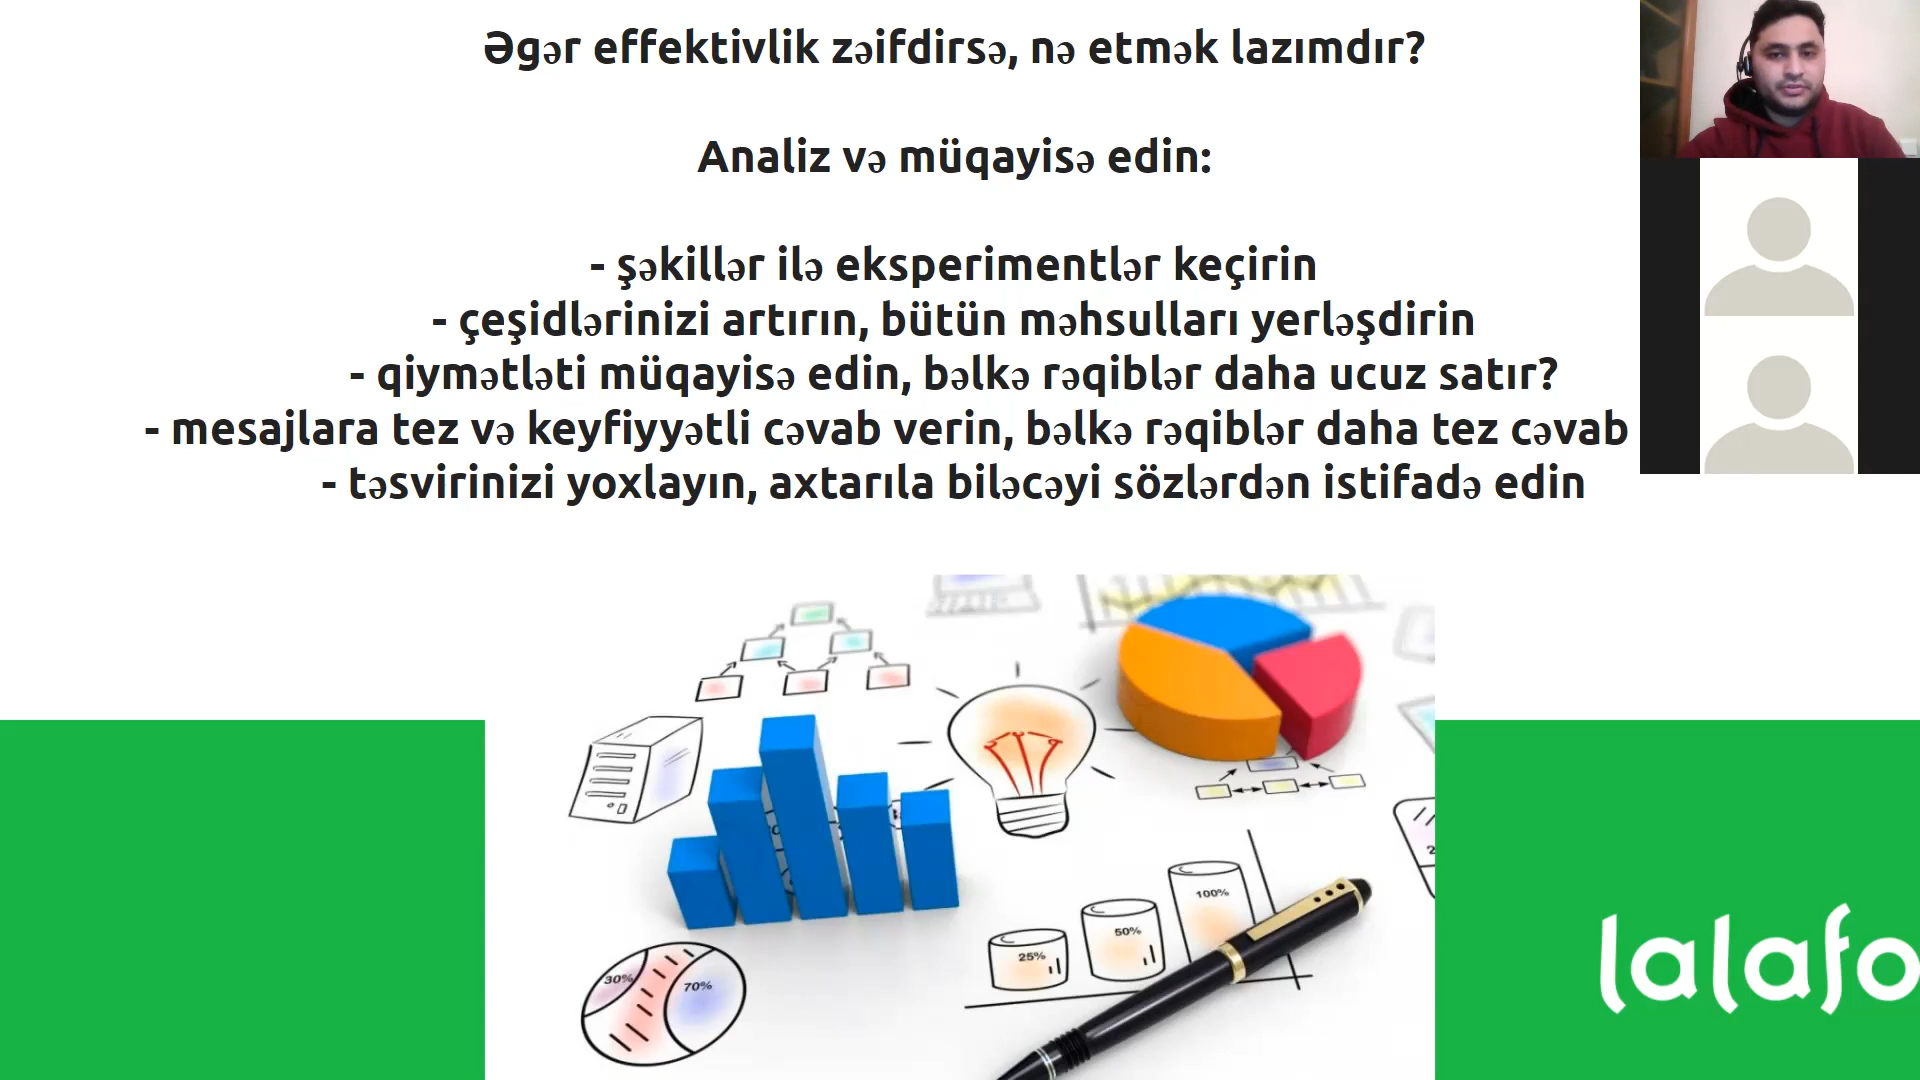 Əgər effektivlik zəifdirsə, nə etmək lazımdır?
Analiz və müqayisə edin:
- şəkillər ilə eksperimentlər keçirin
- çeşidlərinizi artırın, bütün məhsulları yerləşdirin
- qiymətləti müqayisə edin, bəlkə rəqiblər daha ucuz satır?
- mesajlara tez və keyfiyyətli cəvab verin, bəlkə rəqiblər daha tez cəvab
- təsvirinizi yoxlayın, axtarıla biləcəyi sözlərdən istifadə edin
100%
50%
25%
30%
70%
lalafo